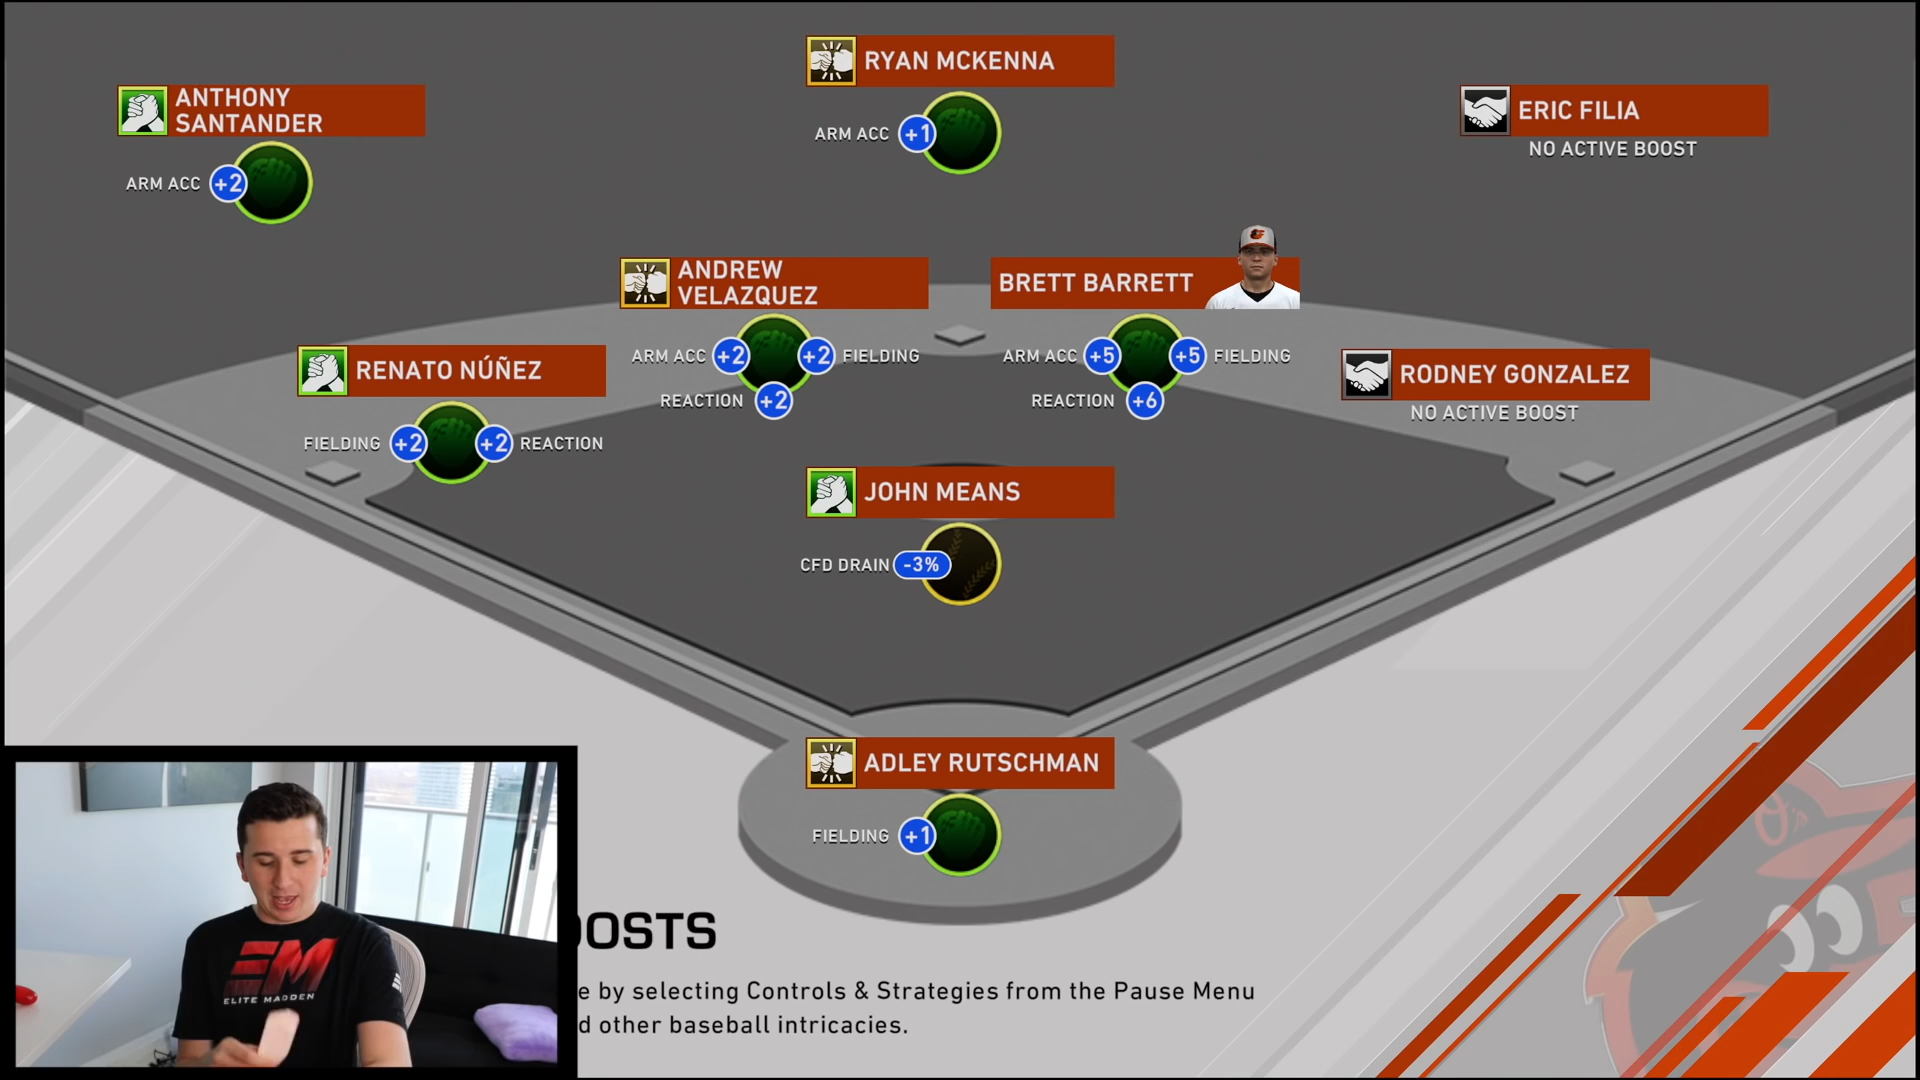 RYAN MCKENNA
ARM ACC +1
ANTHONY
SANTANDER
ARM ACC +2
ERIC FILIA
NO ACTIVE BOOST
ANDREW
VELAZQUEZ
ARM ACC +2 +2 FIELDING
REACTION +2
BRETT BARRETT
ARM ACC +5 +5 FIELDING
REACTION +6
RENATO NÚÑEZ
FIELDING +2 +2 REACTION
RODNEY GONZALEZ
NO ACTIVE BOOST
JOHN MEANS
CFD DRAIN -3%
ADLEY RUTSCHMAN
FIELDING +1
OOSTS
e by selecting Controls & Strategies from the Pause Menu
d other baseball intricacies.
EM
ELITE MADDEN
O's